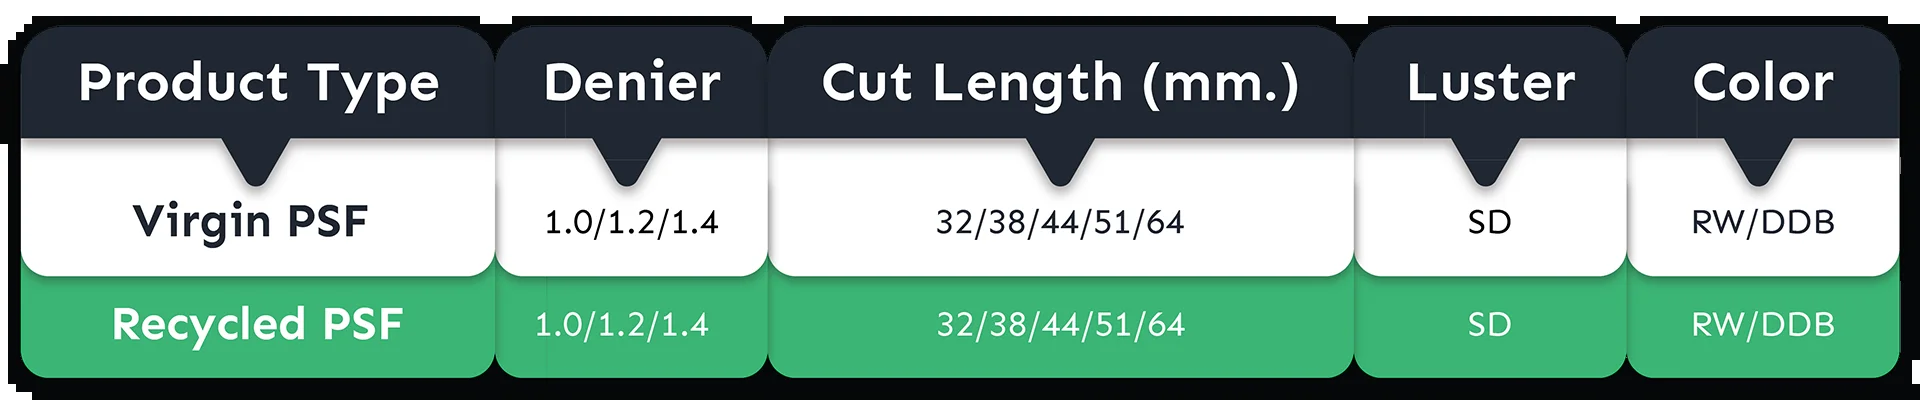 Product Type Denier Cut Length (mm.) Luster Color
Virgin PSF 1.0/1.2/1.4 32/38/44/51/64 SD RW/DDB
Recycled PSF 1.0/1.2/1.4 32/38/44/51/64 SD RW/DDB